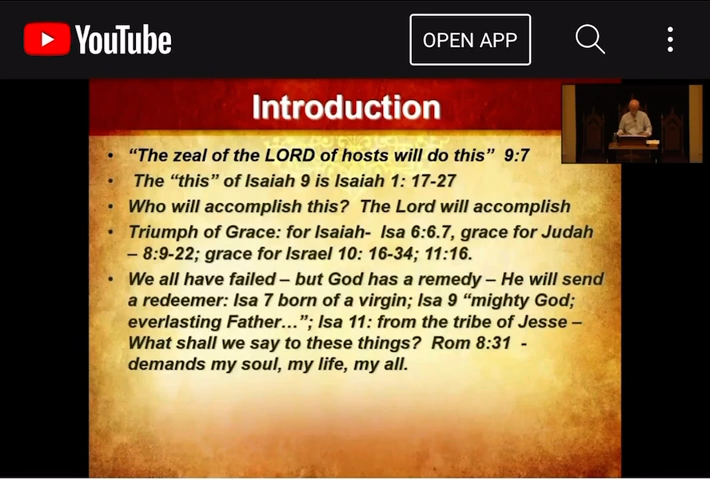 YouTube
OPEN APP
Introduction
• “The zeal of the LORD of hosts will do this” 9:7
• The “this” of Isaiah 9 is Isaiah 1: 17-27
• Who will accomplish this? The Lord will accomplish
• Triumph of Grace: for Isaiah- Isa 6:6.7, grace for Judah
– 8:9-22; grace for Israel 10: 16-34; 11:16.
• We all have failed – but God has a remedy – He will send
a redeemer: Isa 7 born of a virgin; Isa 9 “mighty God;
everlasting Father…”; Isa 11: from the tribe of Jesse –
What shall we say to these things? Rom 8:31 -
demands my soul, my life, my all.